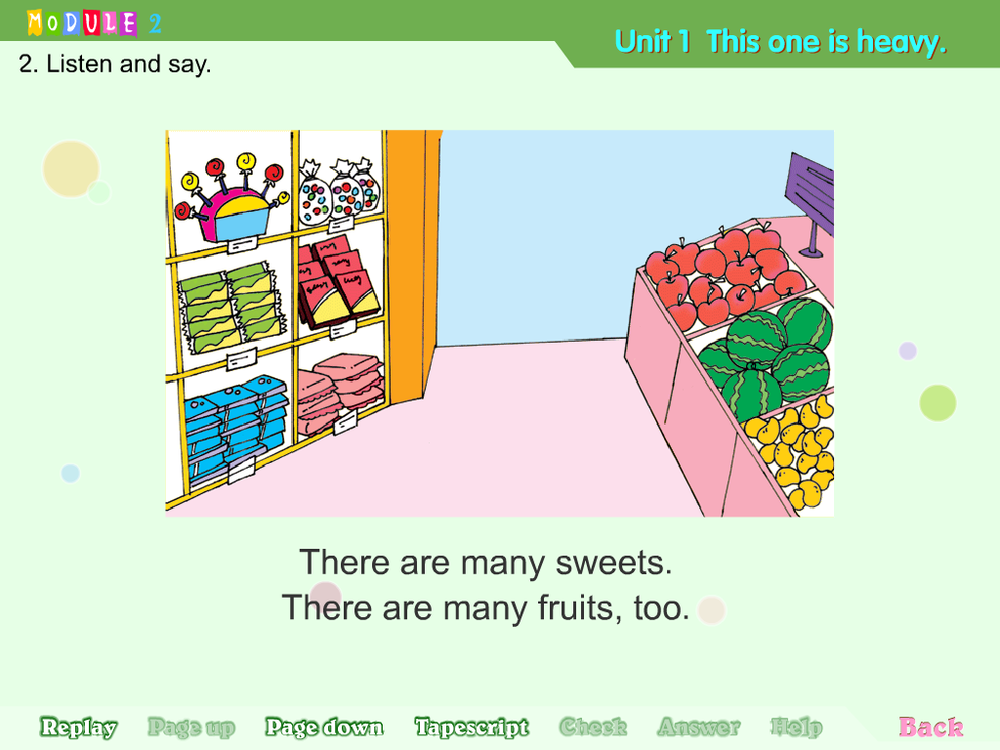 MODULE 2
Unit 1 This one is heavy.
2. Listen and say.
There are many sweets.
There are many fruits, too.
Replay Page up Page down Tapescript Check Answer Help Back